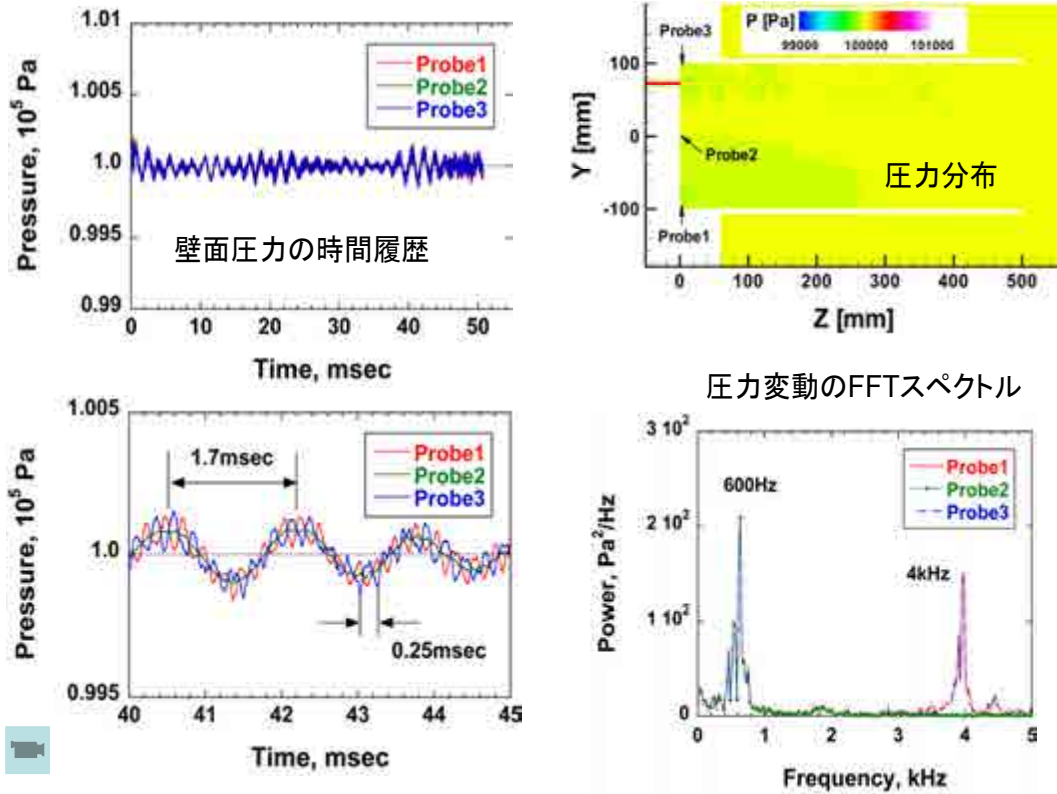 1.01
1.005
1.0
0.995
0.99
Pressure, 10⁵ Pa
Probe1
Probe2
Probe3
壁面圧力の時間履歴
0 10 20 30 40 50
Time, msec
P [Pa]
99000 100000 101000
Probe3
Probe2
Probe1
圧力分布
100
0
-100
Y [mm]
0 100 200 300 400 500
Z [mm]
1.005
1.0
0.995
Pressure, 10⁵ Pa
1.7msec
Probe1
Probe2
Probe3
0.25msec
40 41 42 43 44 45
Time, msec
圧力変動のFFTスペクトル
3 10²
2 10²
1 10²
0
Power, Pa²/Hz
600Hz
4kHz
Probe1
Probe2
Probe3
0 1 2 3 4 5
Frequency, kHz